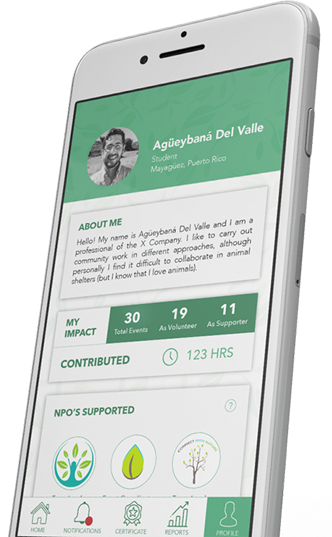 Agüeybaná Del Valle
Student
Mayagüez, Puerto Rico
ABOUT ME
Hello! My name is Agüeybaná Del Valle and I am a
professional of the X Company. I like to carry out
community work in different approaches, although
personally I find it difficult to collaborate in animal
shelters (but I know that I love animals).
MY
IMPACT
30
Total Events
19
As Volunteer
11
As Supporter
CONTRIBUTED
123 HRS
NPO'S SUPPORTED
?
HOME
NOTIFICATIONS
CERTIFICATE
REPORTS
PROFILE